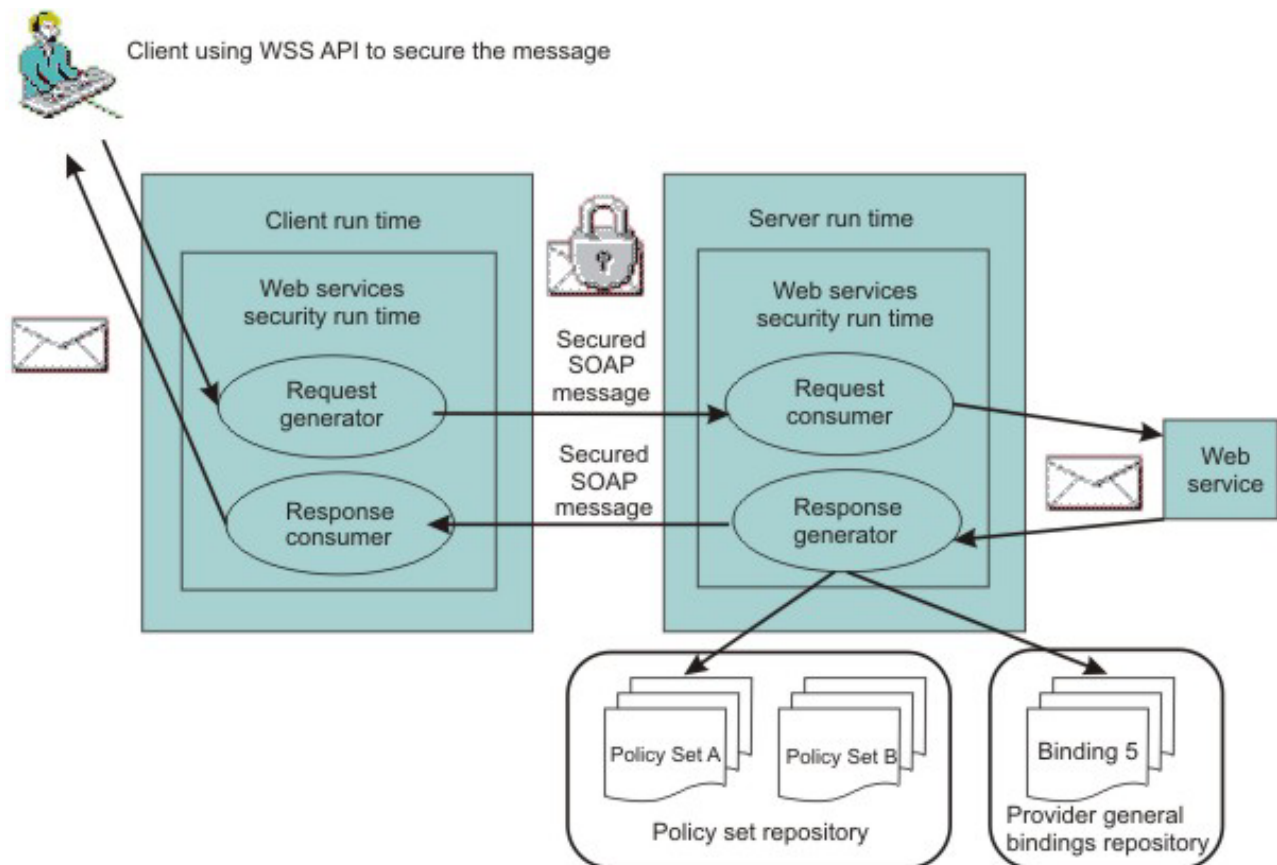 Client using WSS API to secure the message
Client run time
Web services
security run time
Request
generator
Response
consumer
Secured
SOAP
message
Secured
SOAP
message
Server run time
Web services
security run time
Request
consumer
Response
generator
Web
service
Policy Set A
Policy Set B
Policy set repository
Binding 5
Provider general
bindings repository